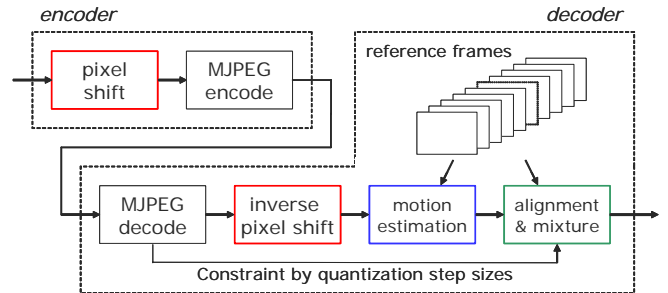 encoder
decoder
pixel
shift
MJPEG
encode
reference frames
MJPEG
decode
inverse
pixel shift
motion
estimation
alignment
& mixture
Constraint by quantization step sizes